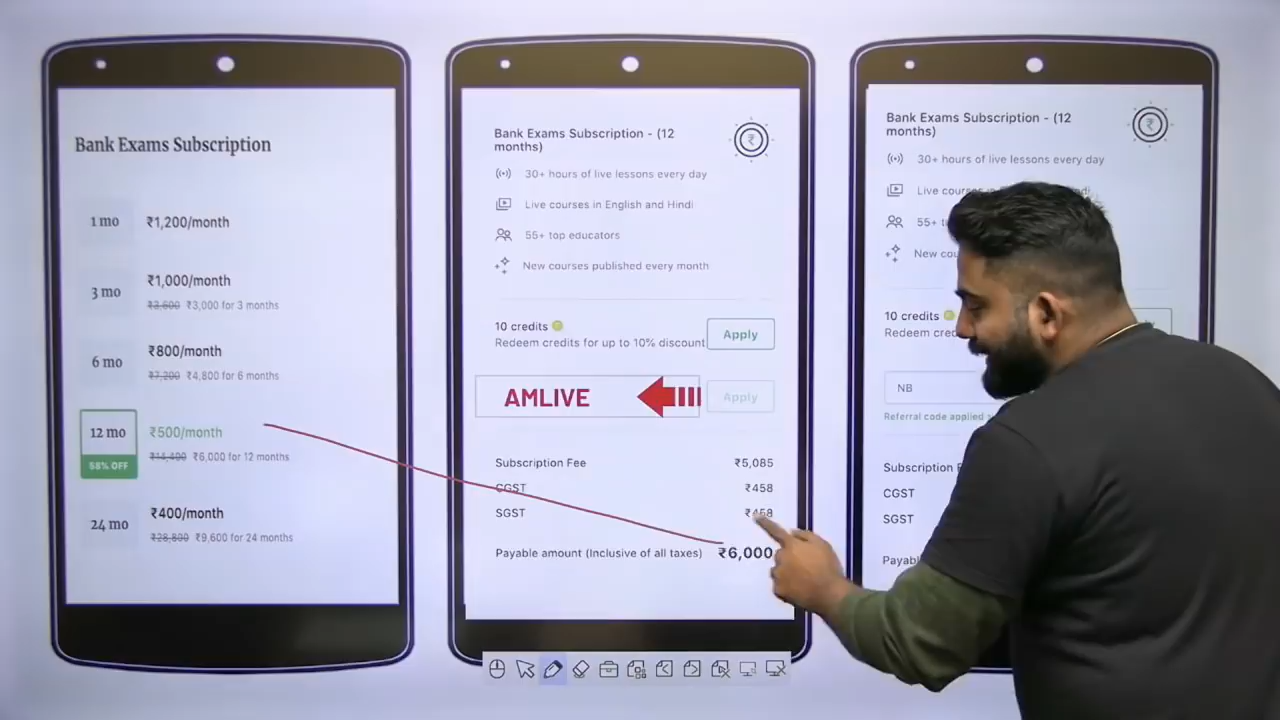 Bank Exams Subscription
1 mo
₹1,200/month
3 mo
₹1,000/month
₹3,600 ₹3,000 for 3 months
6 mo
₹800/month
₹7,200 ₹4,800 for 6 months
12 mo
58% OFF
₹500/month
₹14,400 ₹6,000 for 12 months
24 mo
₹400/month
₹28,800 ₹9,600 for 24 months
Bank Exams Subscription - (12
months)
30+ hours of live lessons every day
Live courses in English and Hindi
55+ top educators
New courses published every month
10 credits
Redeem credits for up to 10% discount
Apply
AMLIVE
Apply
Subscription Fee ₹5,085
CGST ₹458
SGST ₹458
Payable amount (Inclusive of all taxes) ₹6,000
Bank Exams Subscription - (12
months)
30+ hours of live lessons every day
Live courses in
55+
New
10 credits
Redeem
NB
Referral code applied
Subscription
CGST
SGST